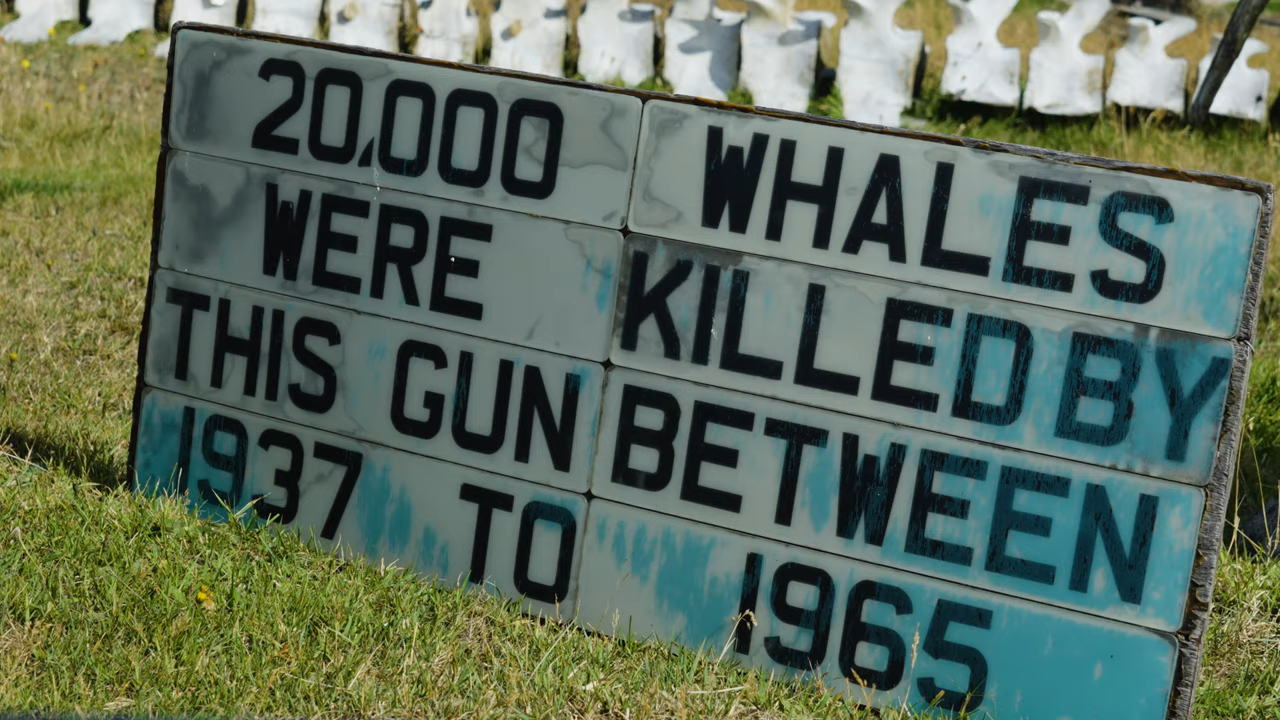 20,000 WHALES
WERE KILLED BY
THIS GUN BETWEEN
1937 TO 1965